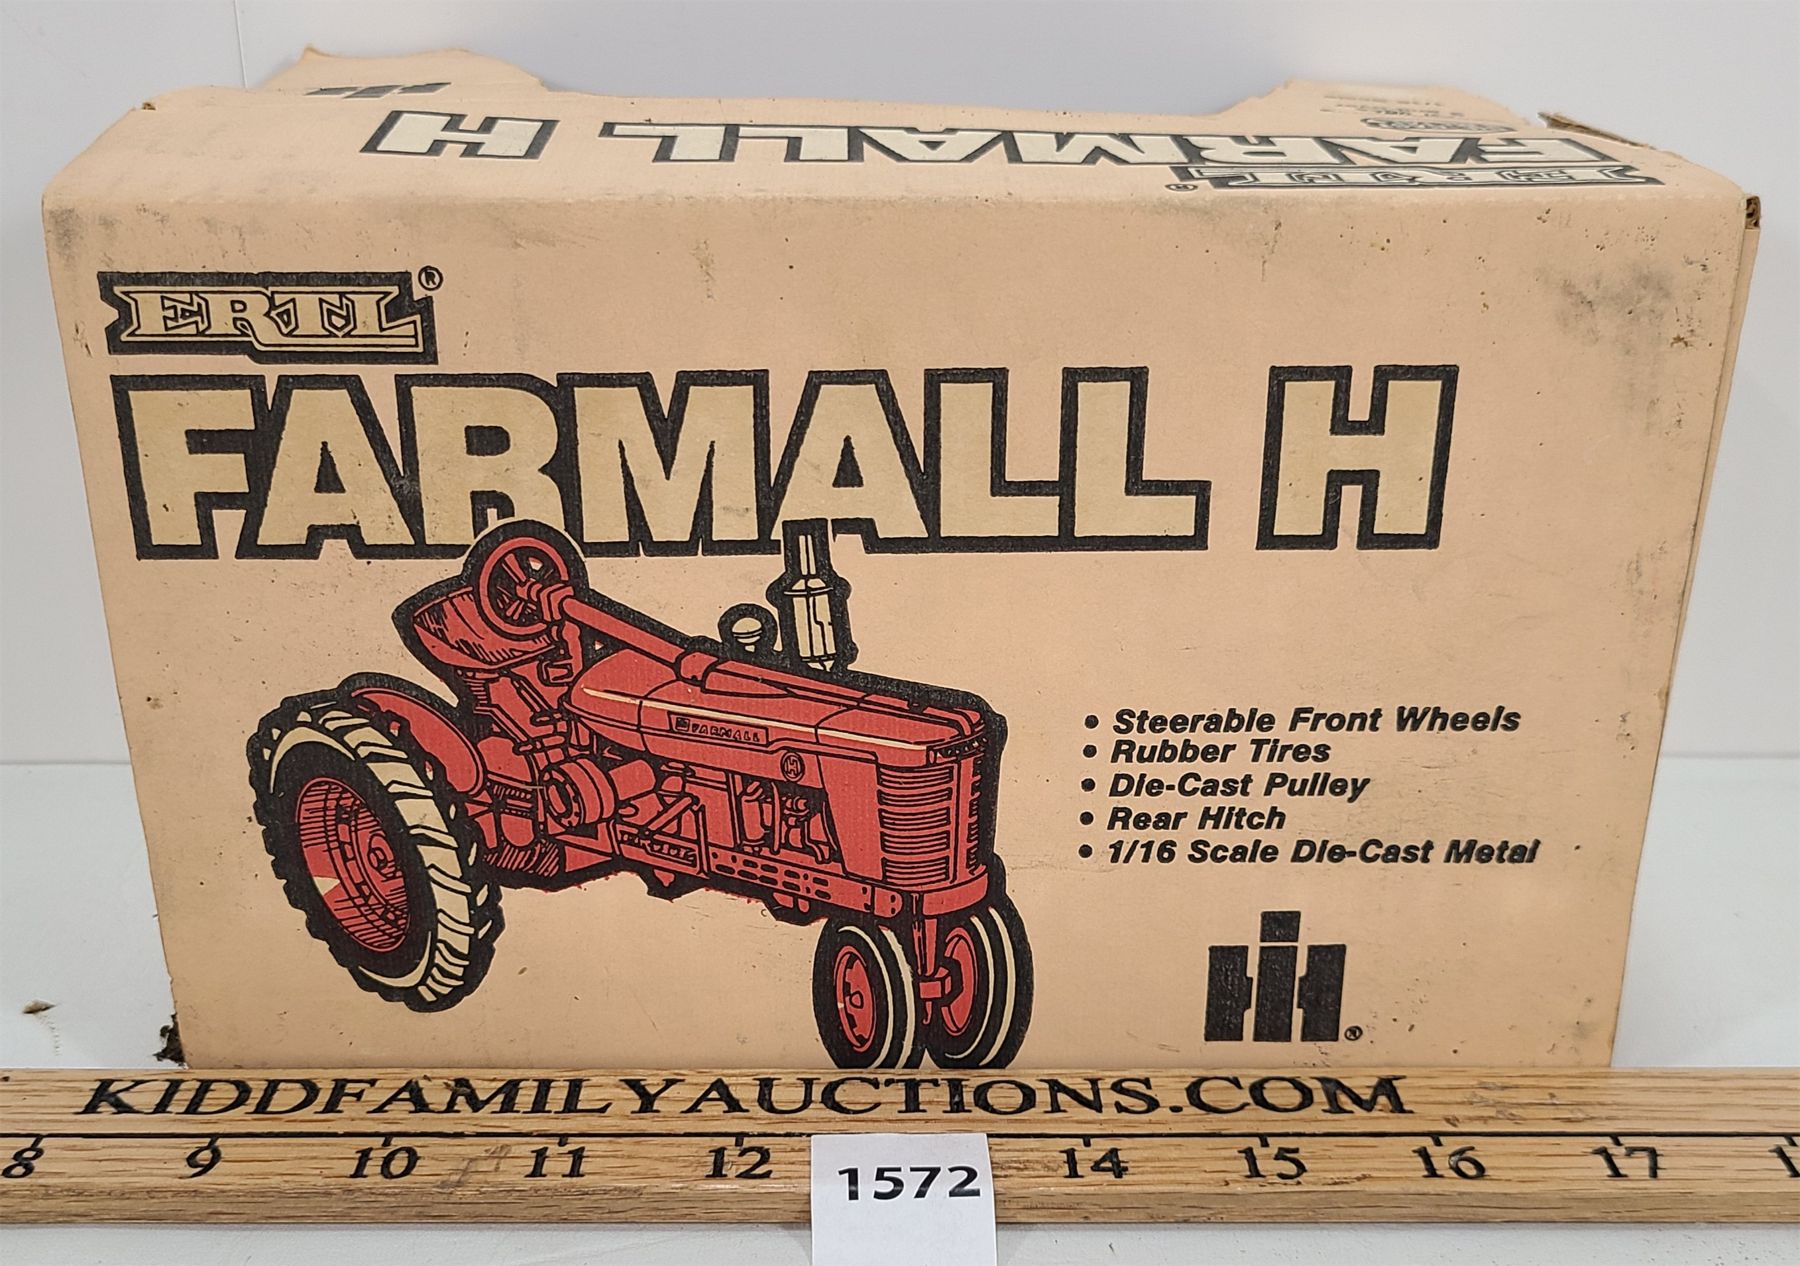 FARMALL H
ERTL ®
ERTL ®
FARMALL H
FARMALL
H
• Steerable Front Wheels
• Rubber Tires
• Die-Cast Pulley
• Rear Hitch
• 1/16 Scale Die-Cast Metal
®
KIDDFAMILYAUCTIONS.COM
8 9 10 11 12 14 15 16 17
1572